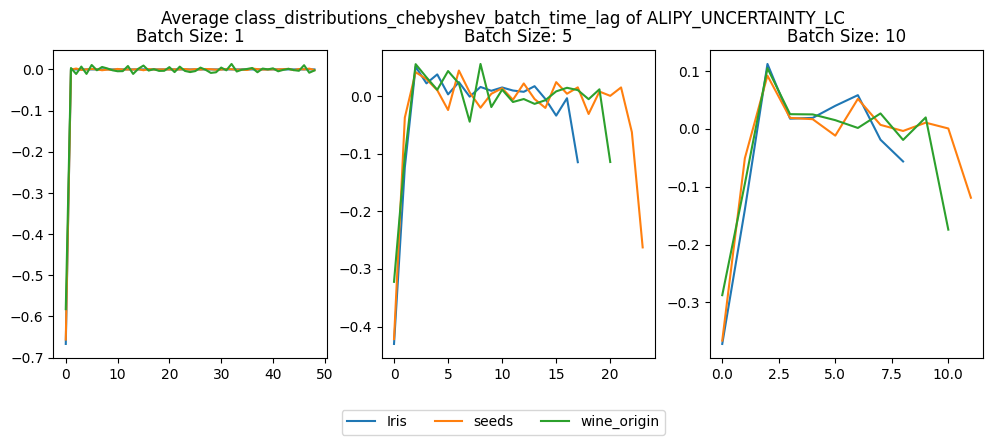 Average class_distributions_chebyshev_batch_time_lag of ALIPY_UNCERTAINTY_LC
Batch Size: 1
0.0
−0.1
−0.2
−0.3
−0.4
−0.5
−0.6
−0.7
0 10 20 30 40 50
Batch Size: 5
0.0
−0.1
−0.2
−0.3
−0.4
0 5 10 15 20
Batch Size: 10
0.1
0.0
−0.1
−0.2
−0.3
0.0 2.5 5.0 7.5 10.0
Iris seeds wine_origin